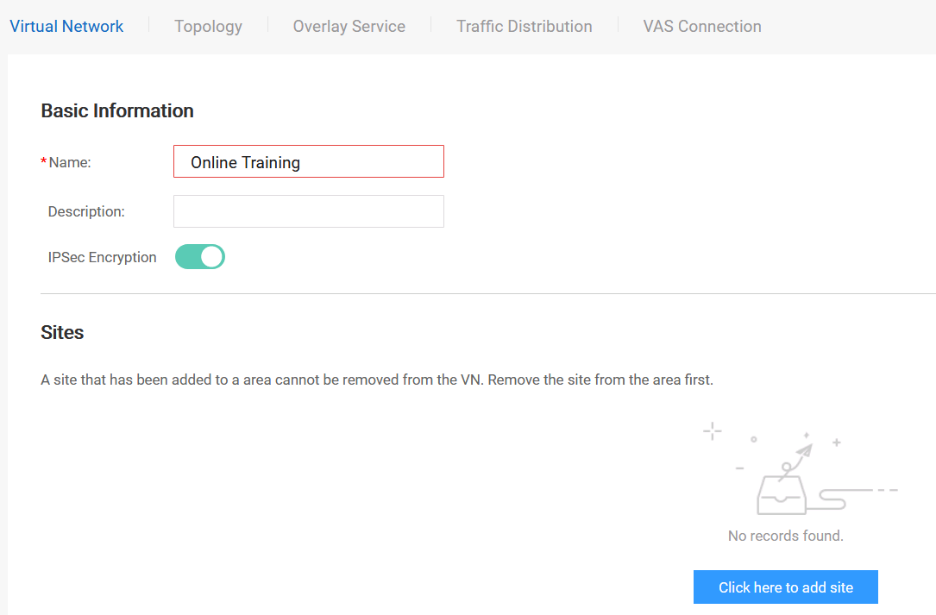 Virtual Network Topology Overlay Service Traffic Distribution VAS Connection
Basic Information
*Name: Online Training
Description:
IPSec Encryption
Sites
A site that has been added to a area cannot be removed from the VN. Remove the site from the area first.
No records found.
Click here to add site